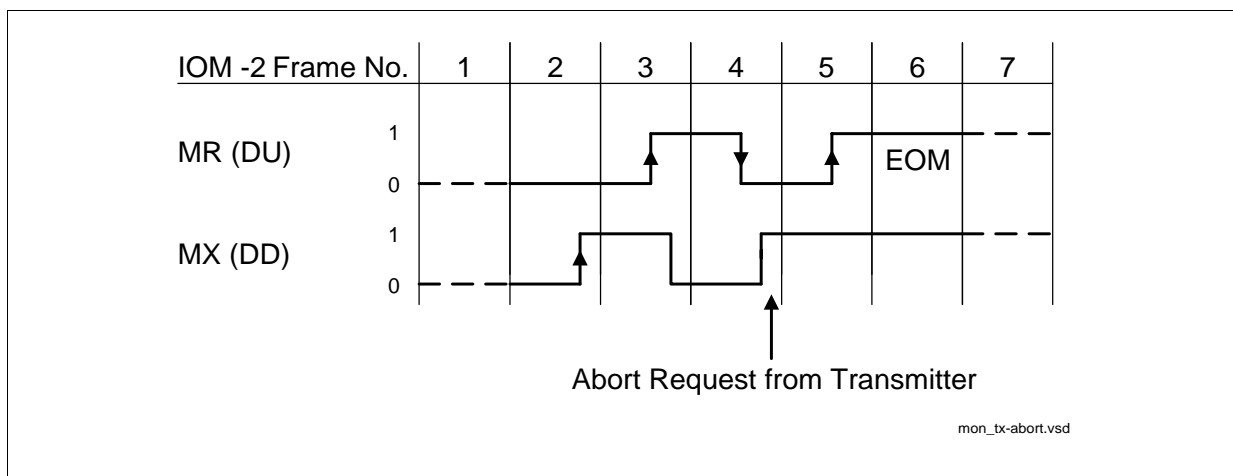 IOM -2 Frame No. 1 2 3 4 5 6 7
1
MR (DU)
0
EOM
1
MX (DD)
0
Abort Request from Transmitter
mon_tx-abort.vsd